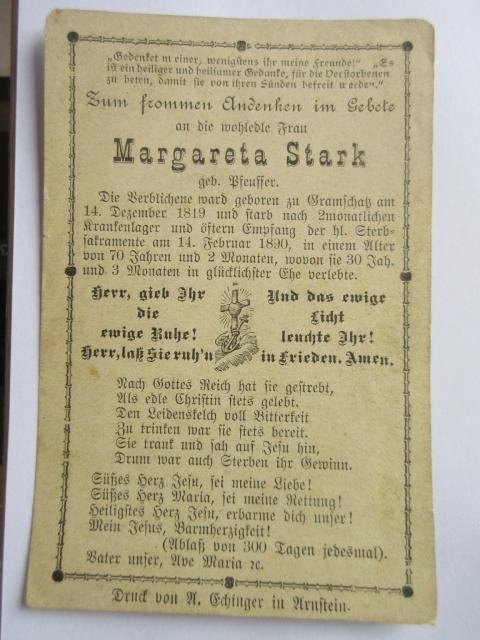 „Gedenket meiner, wenigstens ihr meine Freunde!“ „Es
ist ein heiliger und heilsamer Gedanke, für die Verstorbenen
zu beten, damit sie von ihren Sünden befreit werden.“
Zum frommen Andenken im Gebete
an die wohledle Frau
Margareta Stark
geb. Pfeuffer.
Die Verblichene ward geboren zu Gramschatz am
14. Dezember 1819 und starb nach 2monatlichen
Krankenlager und öftern Empfang der hl. Sterb-
sakramente am 14. Februar 1890, in einem Alter
von 70 Jahren und 2 Monaten, wovon sie 30 Jah.
und 3 Monaten in glücklichster Ehe verlebte.
Herr, gieb Ihr
die
ewige Ruhe!
Herr, laß Sie ruh'n
Und das ewige
Licht
leuchte Ihr!
in Frieden. Amen.
Nach Gottes Reich hat sie gestrebt,
Als edle Christin stets gelebt.
Den Leidenskelch voll Bitterkeit
Zu trinken war sie stets bereit.
Sie trank und sah auf Jesu hin,
Drum war auch Sterben ihr Gewinn.
Süßes Herz Jesu, sei meine Liebe!
Süßes Herz Maria, sei meine Rettung!
Heiligstes Herz Jesu, erbarme dich unser!
Mein Jesus, Barmherzigkeit!
(Ablaß von 300 Tagen jedesmal).
Vater unser, Ave Maria ꝛc.
Druck von A. Echinger in Arnstein.